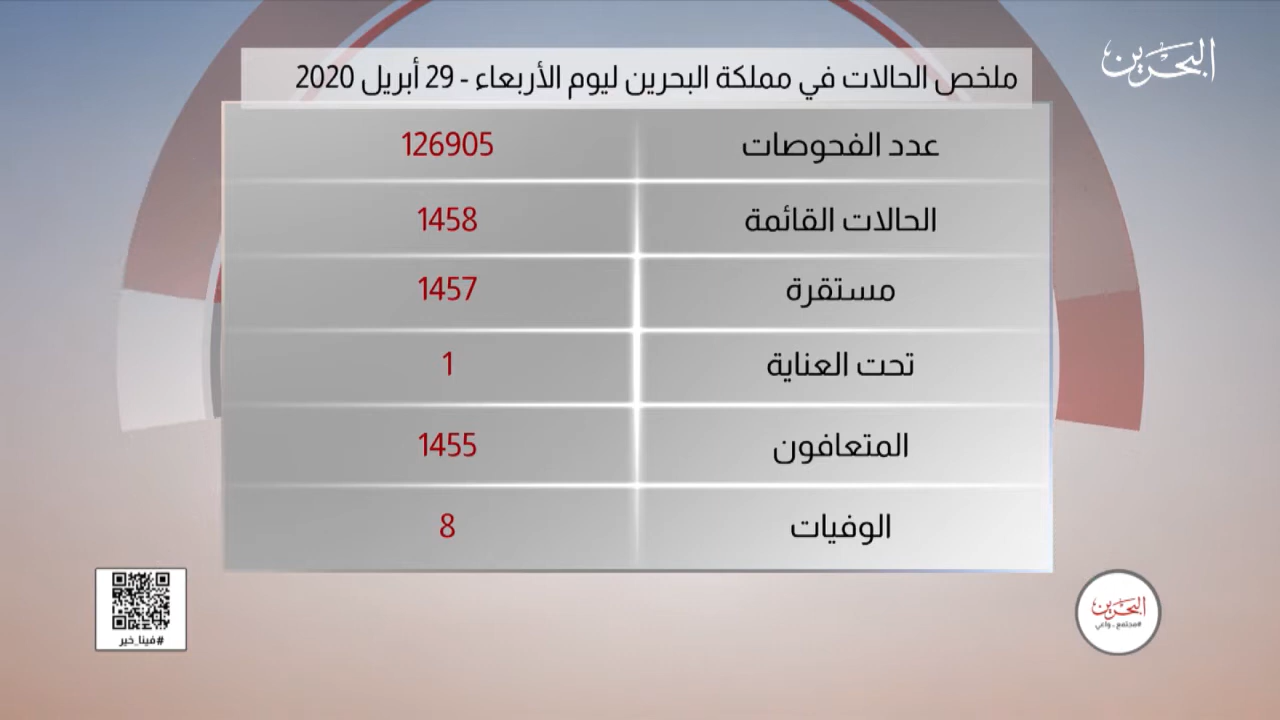 البحرين
ملخص الحالات في مملكة البحرين ليوم الأربعاء - 29 أبريل 2020
عدد الفحوصات 126905
الحالات القائمة 1458
مستقرة 1457
تحت العناية 1
المتعافون 1455
الوفيات 8
البحرين
#مجتمع_واعي
#فينا_خير